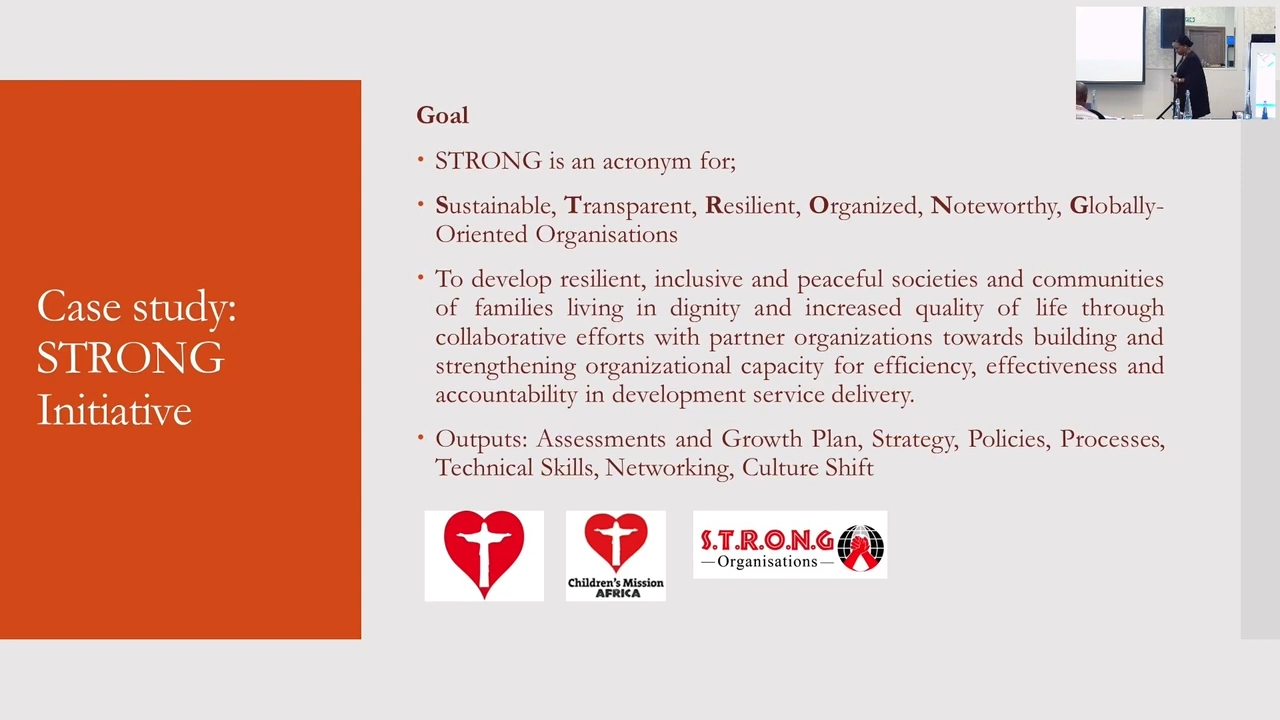 Case study:
STRONG
Initiative
Goal
• STRONG is an acronym for;
• Sustainable, Transparent, Resilient, Organized, Noteworthy, Globally-
Oriented Organisations
• To develop resilient, inclusive and peaceful societies and communities
of families living in dignity and increased quality of life through
collaborative efforts with partner organizations towards building and
strengthening organizational capacity for efficiency, effectiveness and
accountability in development service delivery.
• Outputs: Assessments and Growth Plan, Strategy, Policies, Processes,
Technical Skills, Networking, Culture Shift
Children's Mission
AFRICA
S.T.R.O.N.G
—Organisations—